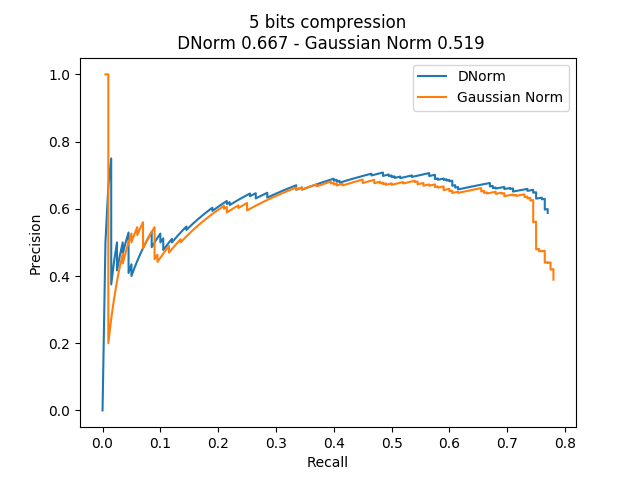 5 bits compression
DNorm 0.667 - Gaussian Norm 0.519
DNorm
Gaussian Norm
1.0
0.8
0.6
0.4
0.2
0.0
Precision
0.0 0.1 0.2 0.3 0.4 0.5 0.6 0.7 0.8
Recall